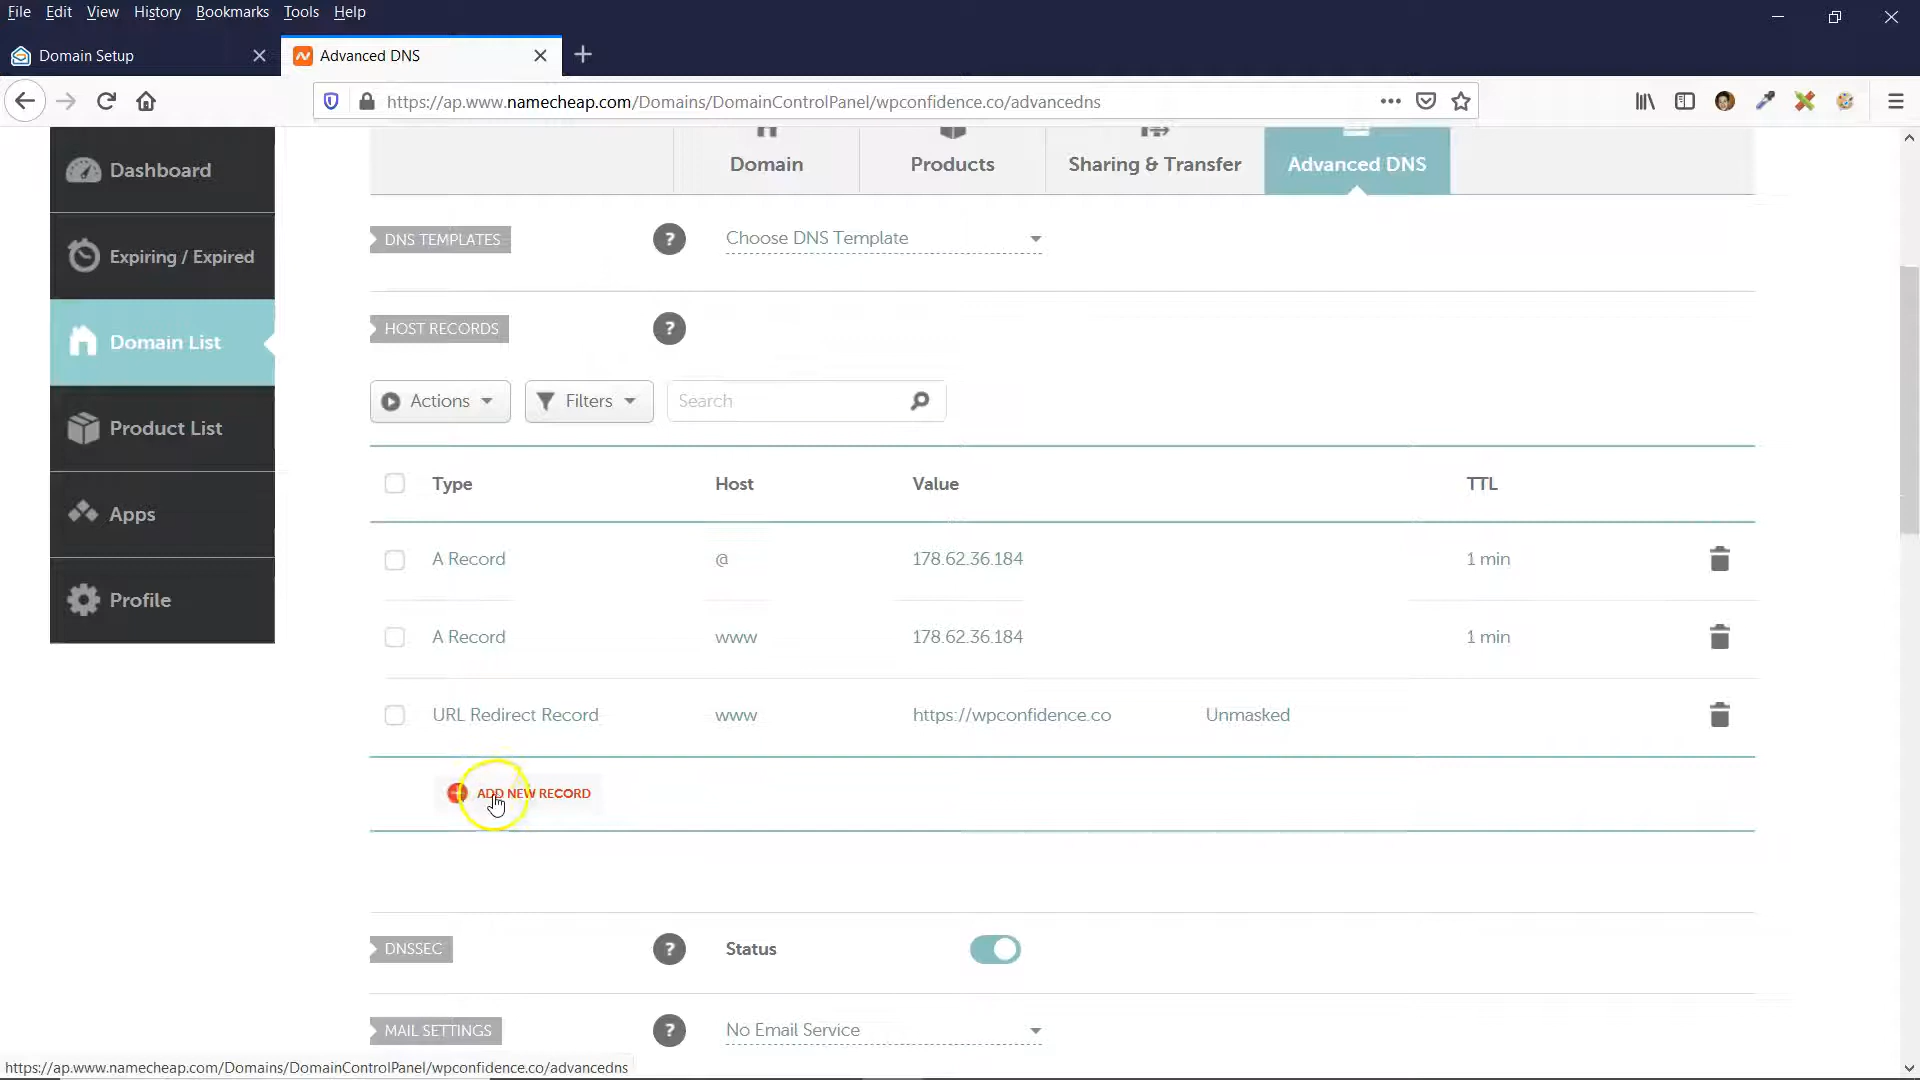 File Edit View History Bookmarks Tools Help
Domain Setup
Advanced DNS
https://ap.www.namecheap.com/Domains/DomainControlPanel/wpconfidence.co/advancedns
Dashboard
Expiring / Expired
Domain List
Product List
Apps
Profile
Domain
Products
Sharing & Transfer
Advanced DNS
DNS TEMPLATES
?
Choose DNS Template
HOST RECORDS
?
Actions
Filters
Search
Type Host Value TTL
A Record @ 178.62.36.184 1 min
A Record www 178.62.36.184 1 min
URL Redirect Record www https://wpconfidence.co Unmasked
ADD NEW RECORD
DNSSEC ? Status
MAIL SETTINGS ? No Email Service
https://ap.www.namecheap.com/Domains/DomainControlPanel/wpconfidence.co/advancedns